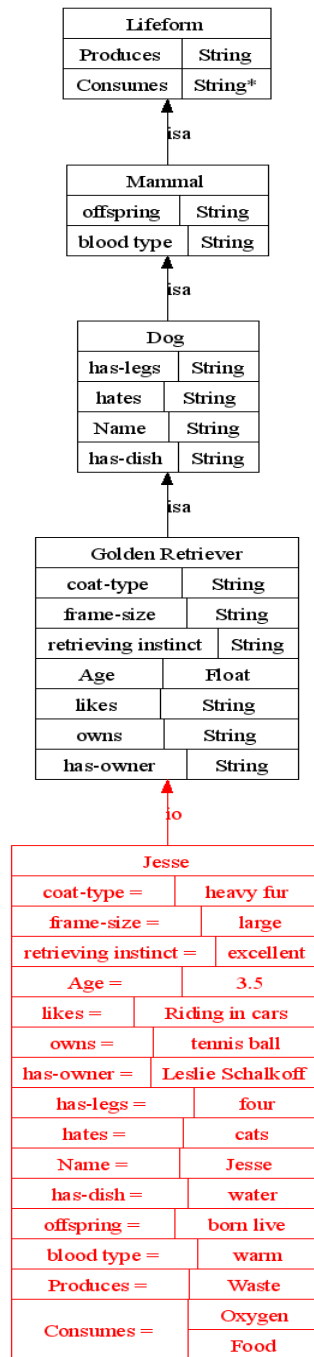 Lifeform
Produces String
Consumes String*
isa
Mammal
offspring String
blood type String
isa
Dog
has-legs String
hates String
Name String
has-dish String
isa
Golden Retriever
coat-type String
frame-size String
retrieving instinct String
Age Float
likes String
owns String
has-owner String
io
Jesse
coat-type = heavy fur
frame-size = large
retrieving instinct = excellent
Age = 3.5
likes = Riding in cars
owns = tennis ball
has-owner = Leslie Schalkoff
has-legs = four
hates = cats
Name = Jesse
has-dish = water
offspring = born live
blood type = warm
Produces = Waste
Consumes = Oxygen
Food